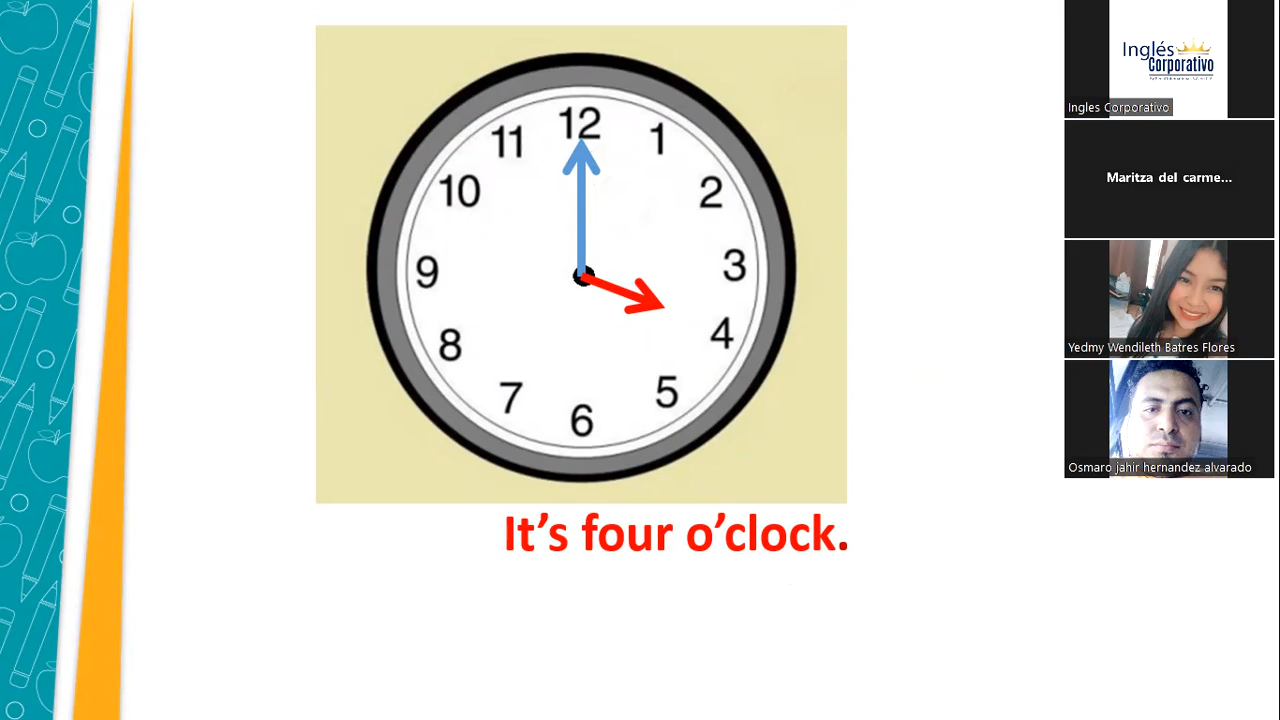 12
11
1
10
2
9
3
8
4
7
5
6
It’s four o’clock.
Inglés
Corporativo
Ingles Corporativo
Maritza del carme...
Yedmy Wendileth Batres Flores
Osmaro jahir hernandez alvarado